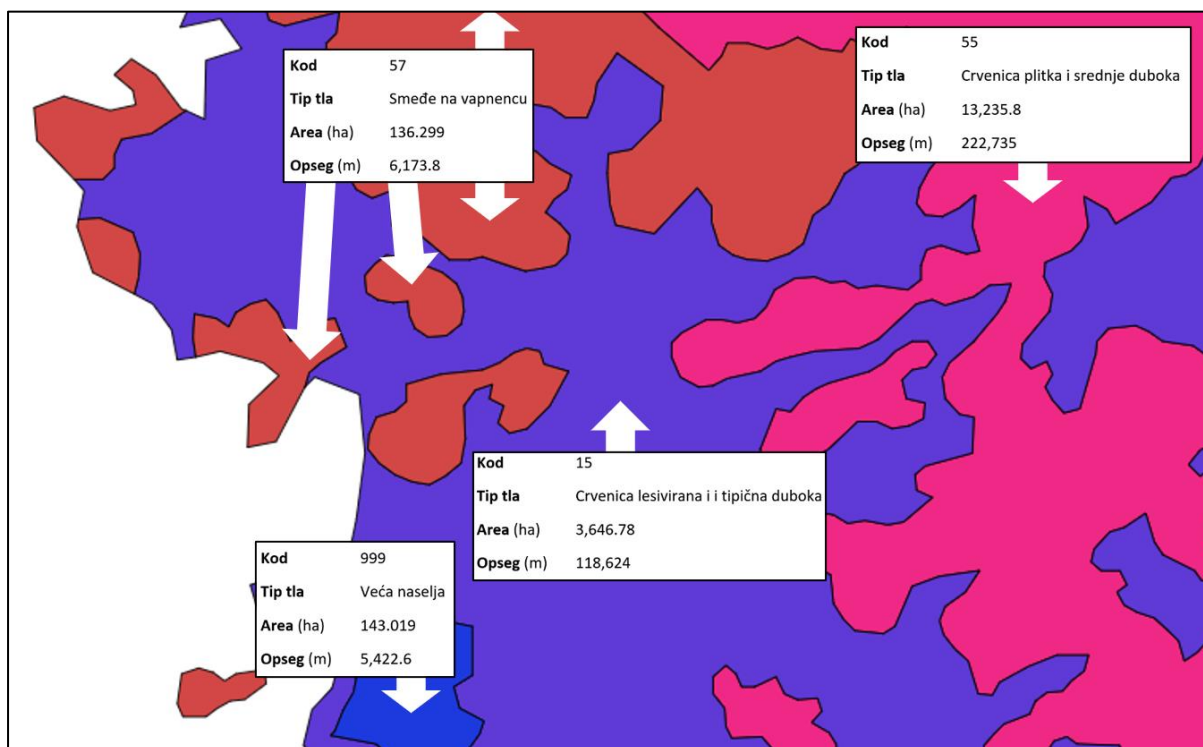 Kod 57
Tip tla Smeđe na vapnencu
Area (ha) 136.299
Opseg (m) 6,173.8
Kod 55
Tip tla Crvenica plitka i srednje duboka
Area (ha) 13,235.8
Opseg (m) 222,735
Kod 15
Tip tla Crvenica lesivirana i i tipična duboka
Area (ha) 3,646.78
Opseg (m) 118,624
Kod 999
Tip tla Veća naselja
Area (ha) 143.019
Opseg (m) 5,422.6